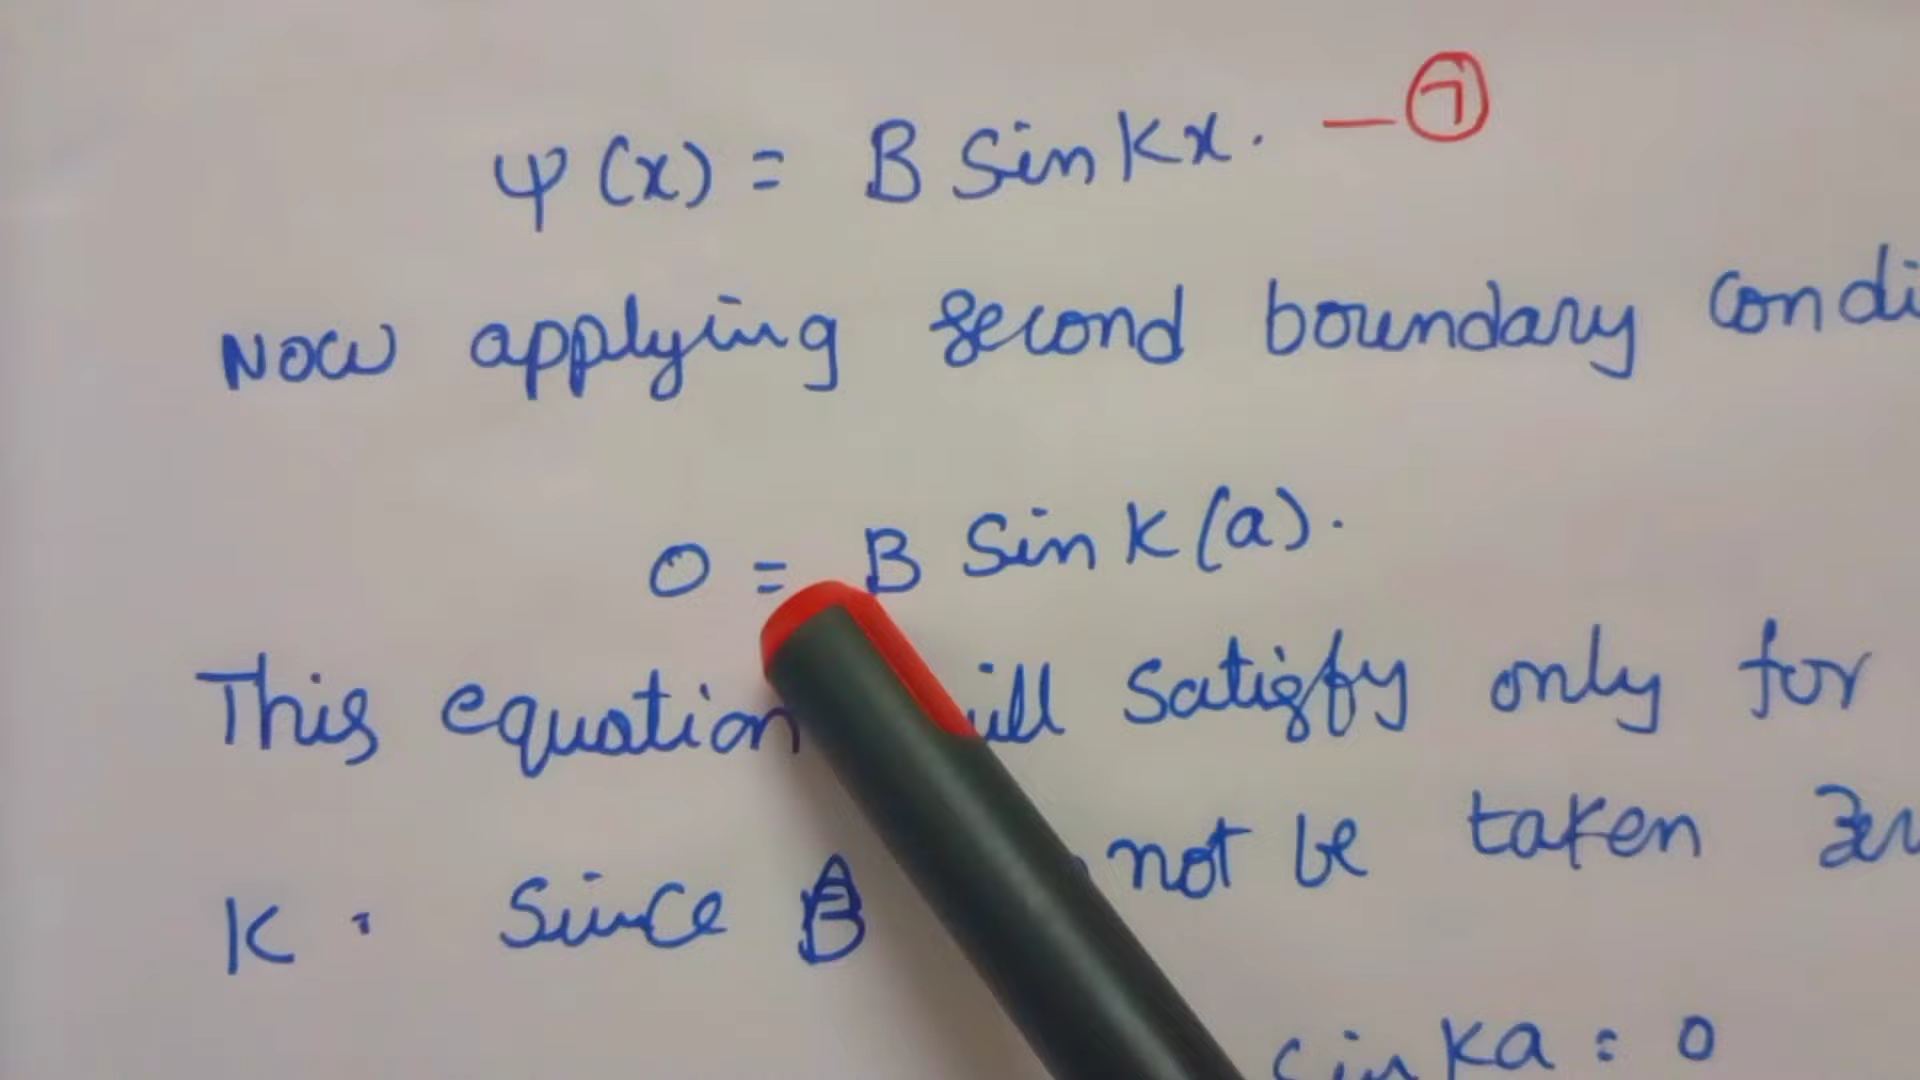 ψ(x) = B Sin Kx. — ⑦
Now applying Second boundary condi
0 = B Sin K(a).
This equation ill Satisfy only for
K. Since B not be taken
Sin Ka = 0